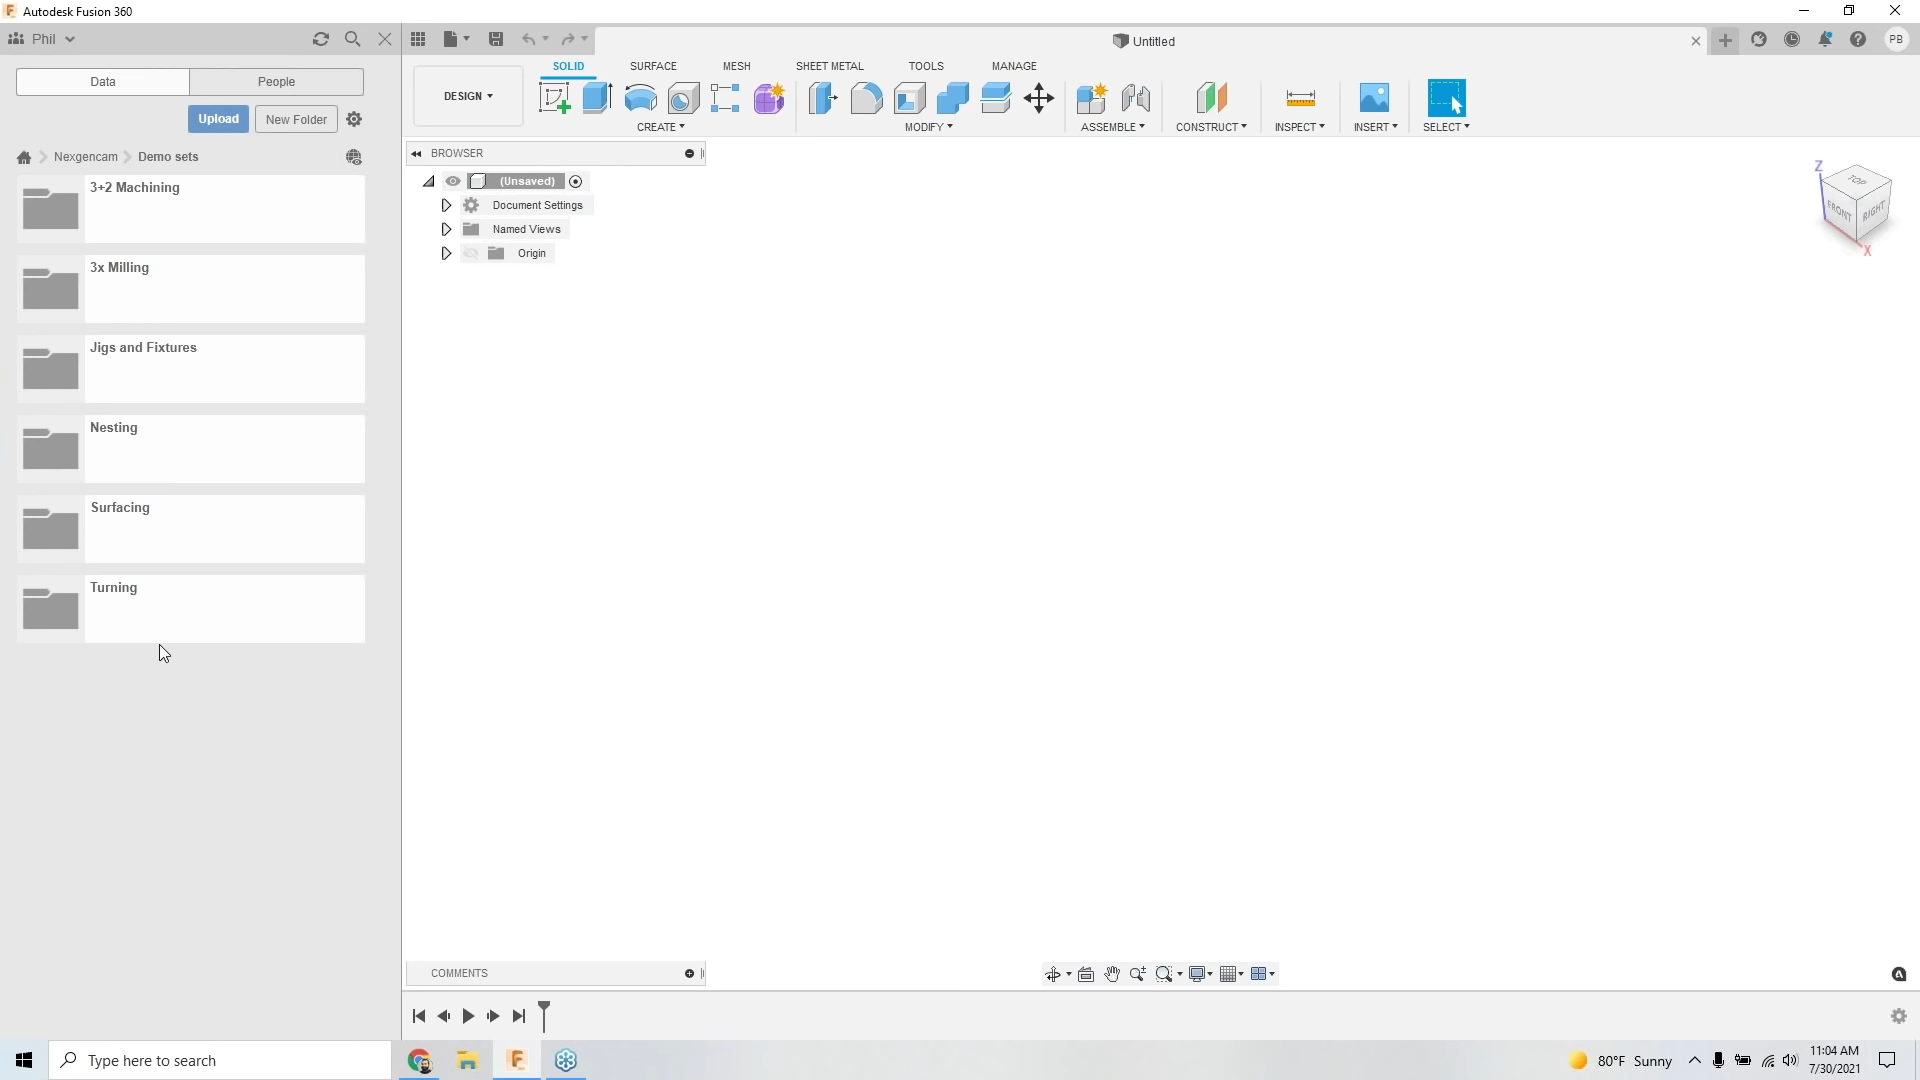 Autodesk Fusion 360
Phil
Untitled
PB
Data
People
SOLID
SURFACE
MESH
SHEET METAL
TOOLS
MANAGE
DESIGN
Upload
New Folder
CREATE
MODIFY
ASSEMBLE
CONSTRUCT
INSPECT
INSERT
SELECT
Nexgencam
Demo sets
BROWSER
(Unsaved)
Document Settings
Named Views
Origin
Z
TOP
FRONT
RIGHT
X
3+2 Machining
3x Milling
Jigs and Fixtures
Nesting
Surfacing
Turning
COMMENTS
Type here to search
80°F Sunny
11:04 AM
7/30/2021